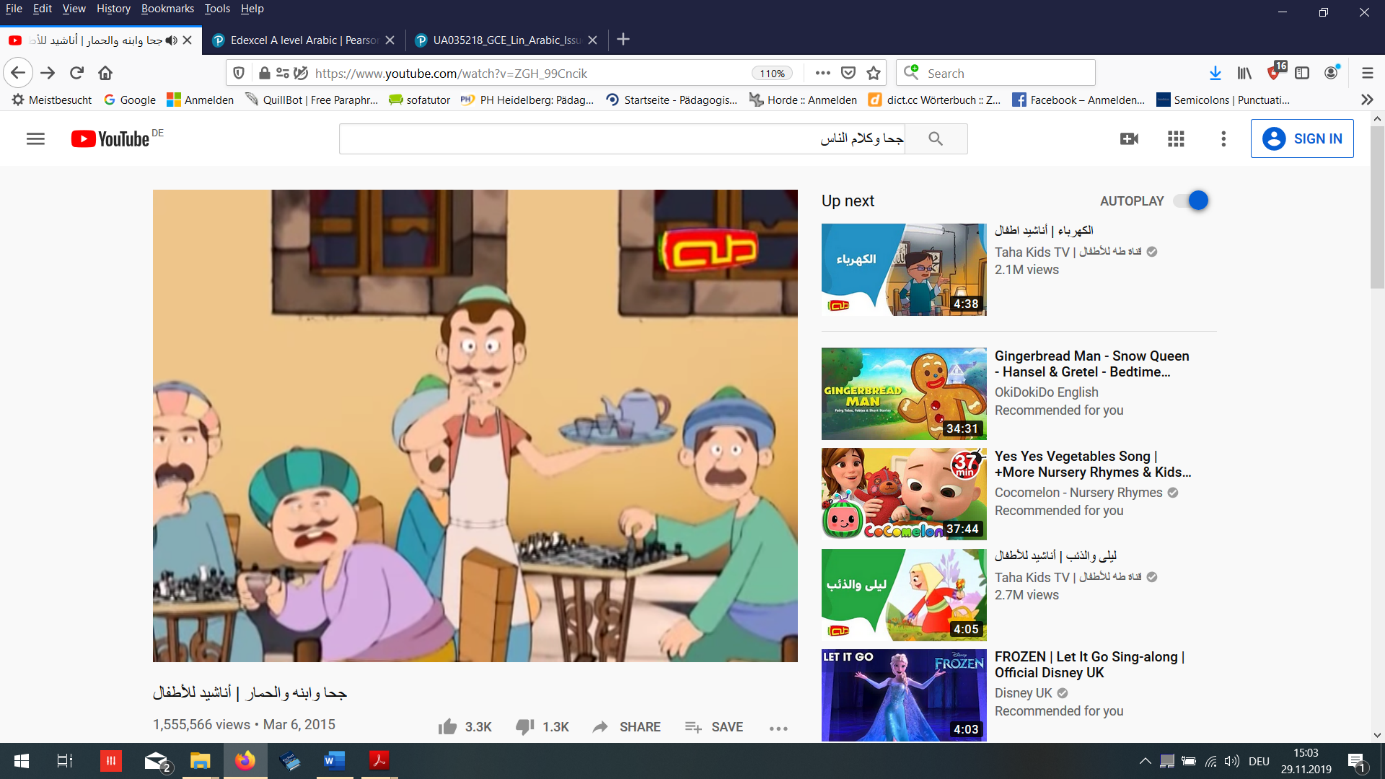 File Edit View History Bookmarks Tools Help
جحا وابنه والحمار | أناشيد للأط
Edexcel A level Arabic | Pearson
UA035218_GCE_Lin_Arabic_Issu
https://www.youtube.com/watch?v=ZGH_99Cncik
110%
Search
16
Meistbesucht Google Anmelden QuillBot | Free Paraphr... sofatutor PH Heidelberg: Pädag... Startseite - Pädagogis... Horde :: Anmelden dict.cc Wörterbuch :: Z... Facebook – Anmelden... Semicolons | Punctuati...
YouTube DE
جحا وكلام الناس
SIGN IN
طه
Up next
AUTOPLAY
الكهرباء
4:38
الكهرباء | أناشيد اطفال
Taha Kids TV | قناة طه للأطفال
2.1M views
GINGERBREAD MAN
34:31
Gingerbread Man - Snow Queen
- Hansel & Gretel - Bedtime...
OkiDokiDo English
Recommended for you
37 min
CoComelon
37:44
Yes Yes Vegetables Song |
+More Nursery Rhymes & Kids...
Cocomelon - Nursery Rhymes
Recommended for you
ليلى والذئب
4:05
ليلى والذئب | أناشيد للأطفال
Taha Kids TV | قناة طه للأطفال
2.7M views
LET IT GO
Disney FROZEN
4:03
FROZEN | Let It Go Sing-along |
Official Disney UK
Disney UK
Recommended for you
جحا وابنه والحمار | أناشيد للأطفال
1,555,566 views • Mar 6, 2015
3.3K 1.3K SHARE SAVE
2
W
DEU
15:03
29.11.2019
1